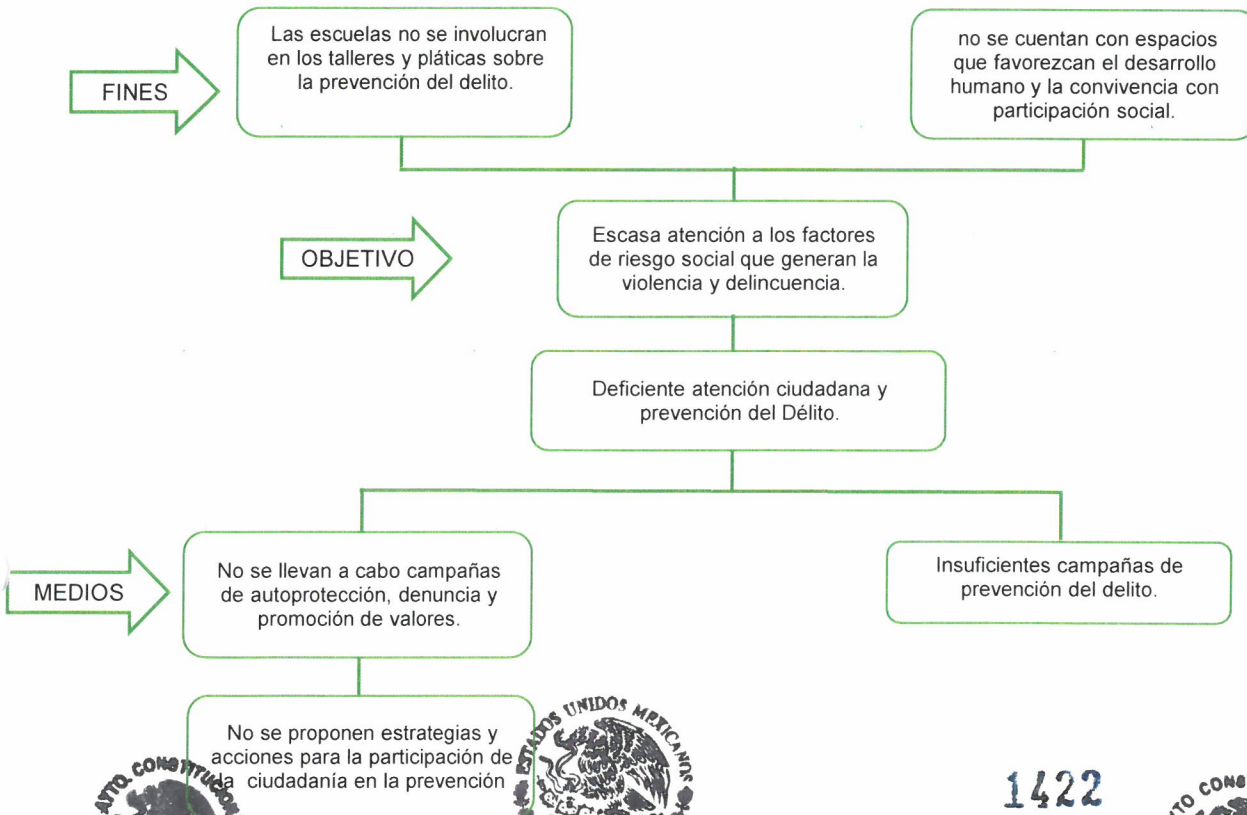 Las escuelas no se involucran
en los talleres y pláticas sobre
la prevención del delito.
no se cuentan con espacios
que favorezcan el desarrollo
humano y la convivencia con
participación social.
FINES
Escasa atención a los factores
de riesgo social que generan la
violencia y delincuencia.
OBJETIVO
Deficiente atención ciudadana y
prevención del Délito.
No se llevan a cabo campañas
de autoprotección, denuncia y
promoción de valores.
MEDIOS
Insuficientes campañas de
prevención del delito.
No se proponen estrategias y
acciones para la participación de
la ciudadanía en la prevención
ESTADOS UNIDOS MEXICANOS
1422